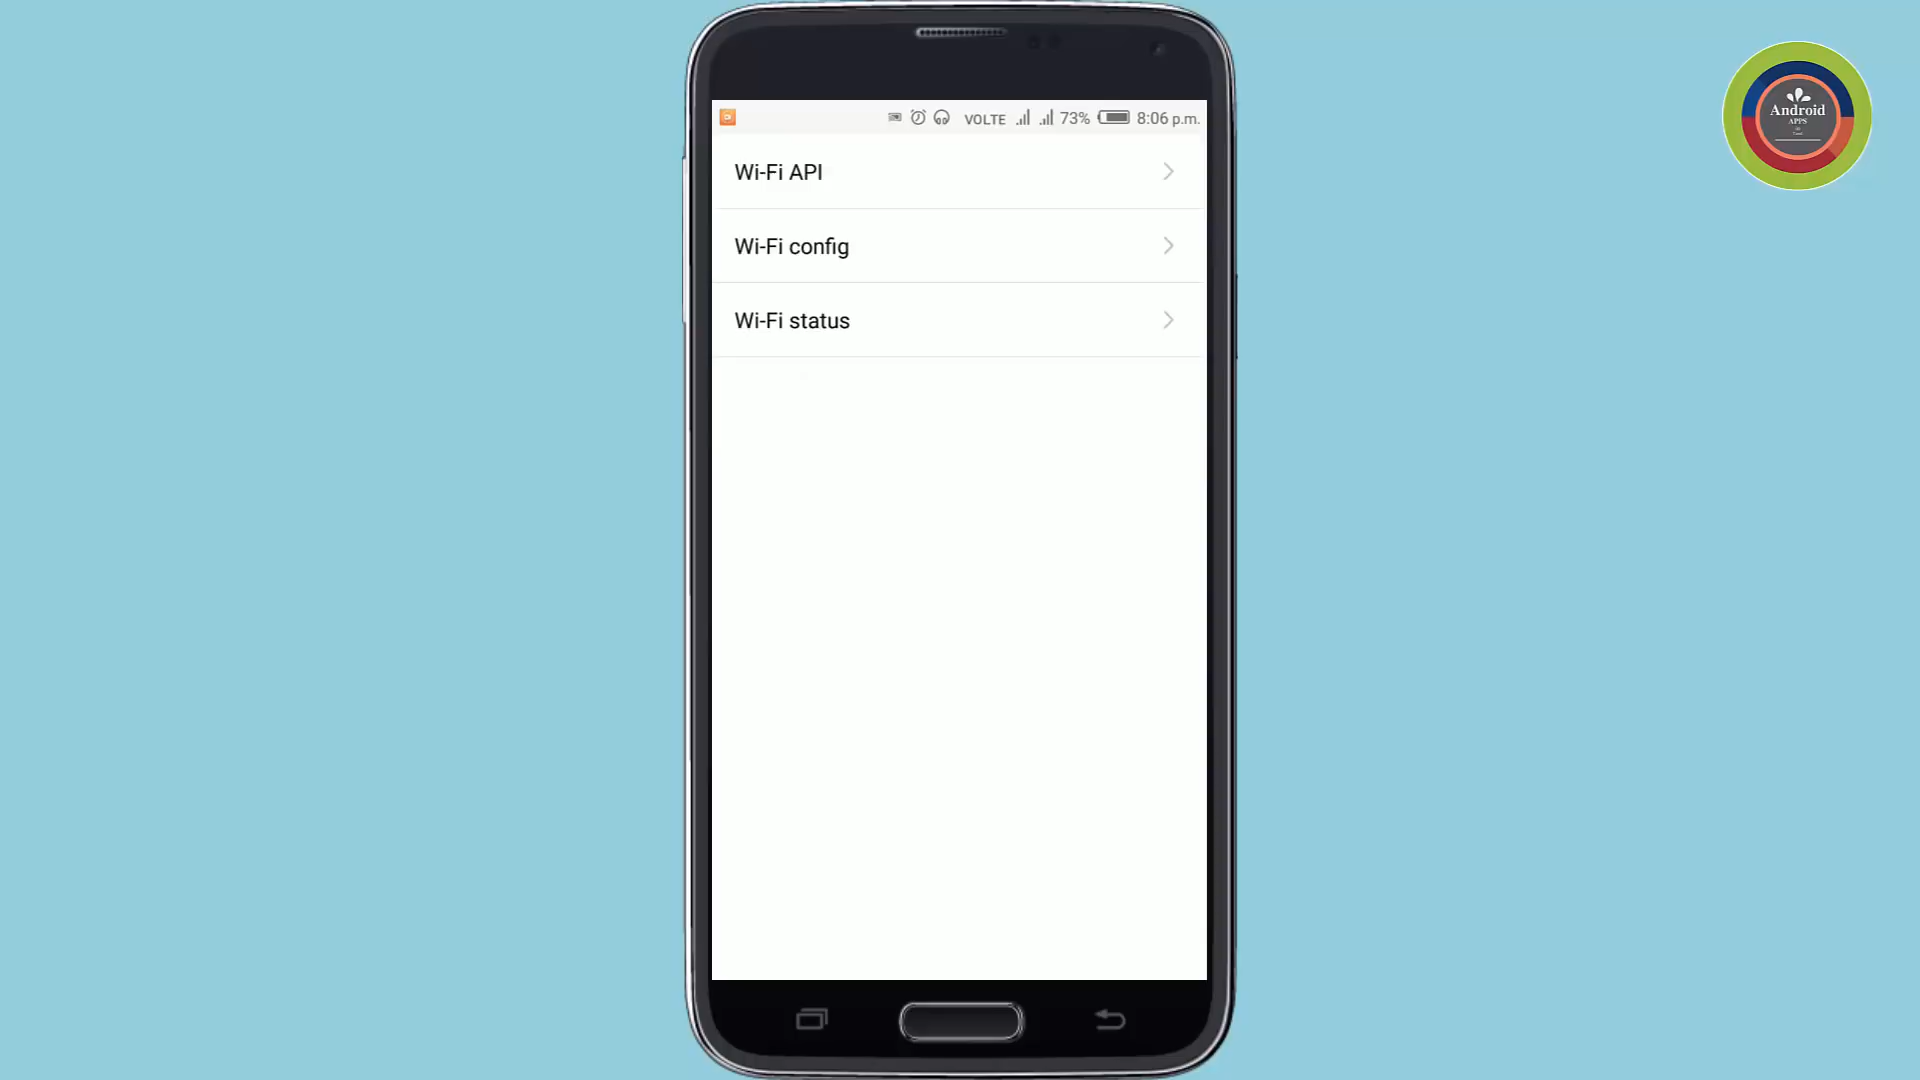 VOLTE 73% 8:06 p.m.
Wi-Fi API
Wi-Fi config
Wi-Fi status
Android
APPS